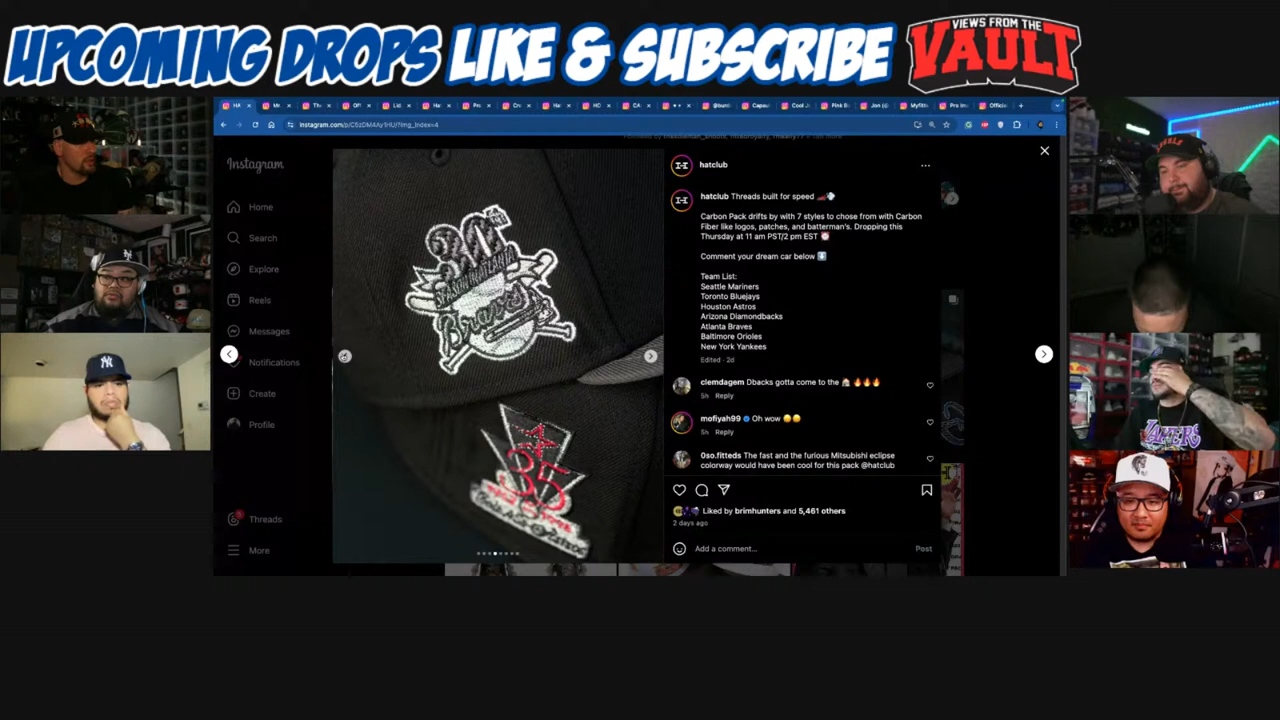 UPCOMING DROPS LIKE & SUBSCRIBE
VIEWS FROM THE
VAULT
instagram.com/p/C5zDM4Ay1HU/?img_index=4
Instagram
Home
Search
Explore
Reels
Messages
Notifications
Create
Profile
Threads
More
30
SEASON IN ATLANTA
Braves
35
hatclub
hatclub Threads built for speed
Carbon Pack drifts by with 7 styles to chose from with Carbon
Fiber like logos, patches, and batterman's. Dropping this
Thursday at 11 am PST/2 pm EST
Comment your dream car below
Team List:
Seattle Mariners
Toronto Bluejays
Houston Astros
Arizona Diamondbacks
Atlanta Braves
Baltimore Orioles
New York Yankees
Edited · 2d
clemdagem Dbacks gotta come to the
5h Reply
mofiyah99 Oh wow
5h Reply
0so.fitteds The fast and the furious Mitsubishi eclipse
colorway would have been cool for this pack @hatclub
Liked by brimhunters and 5,461 others
2 days ago
Add a comment...
Post
LAKERS